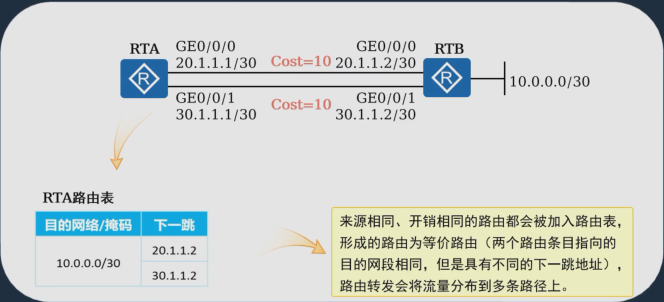 RTA
GE0/0/0
20.1.1.1/30
Cost=10
GE0/0/0
20.1.1.2/30
RTB
R
R
10.0.0.0/30
GE0/0/1
30.1.1.1/30
Cost=10
GE0/0/1
30.1.1.2/30
RTA路由表
目的网络/掩码 下一跳
10.0.0.0/30
20.1.1.2
30.1.1.2
来源相同、开销相同的路由都会被加入路由表，
形成的路由为等价路由（两个路由条目指向的
目的网段相同，但是具有不同的下一跳地址），
路由转发会将流量分布到多条路径上。